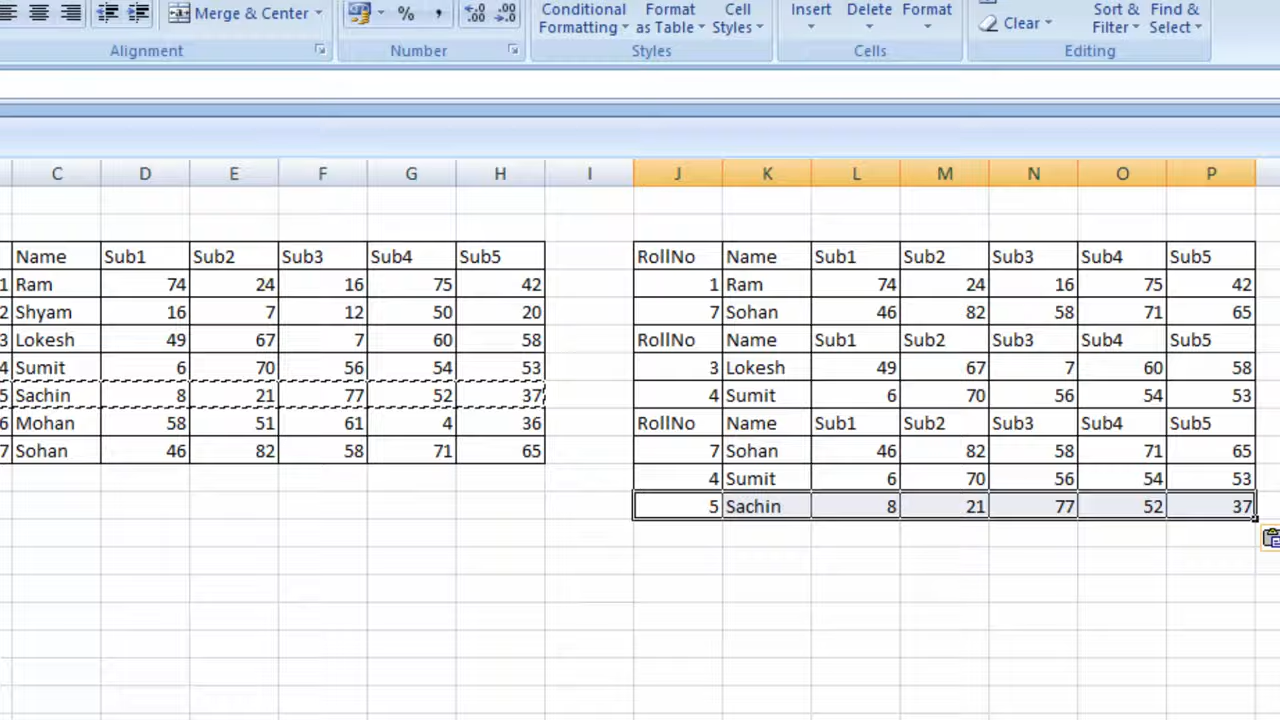 Merge & Center % , Conditional Format Cell Insert Delete Format Clear Sort & Find &
Formatting as Table Styles Filter Select
Alignment Number Styles Cells Editing
C D E F G H I J K L M N O P
Name Sub1 Sub2 Sub3 Sub4 Sub5 RollNo Name Sub1 Sub2 Sub3 Sub4 Sub5
1 Ram 74 24 16 75 42 1 Ram 74 24 16 75 42
2 Shyam 16 7 12 50 20 7 Sohan 46 82 58 71 65
3 Lokesh 49 67 7 60 58 RollNo Name Sub1 Sub2 Sub3 Sub4 Sub5
4 Sumit 6 70 56 54 53 3 Lokesh 49 67 7 60 58
5 Sachin 8 21 77 52 37 4 Sumit 6 70 56 54 53
6 Mohan 58 51 61 4 36 RollNo Name Sub1 Sub2 Sub3 Sub4 Sub5
7 Sohan 46 82 58 71 65 7 Sohan 46 82 58 71 65
4 Sumit 6 70 56 54 53
5 Sachin 8 21 77 52 37